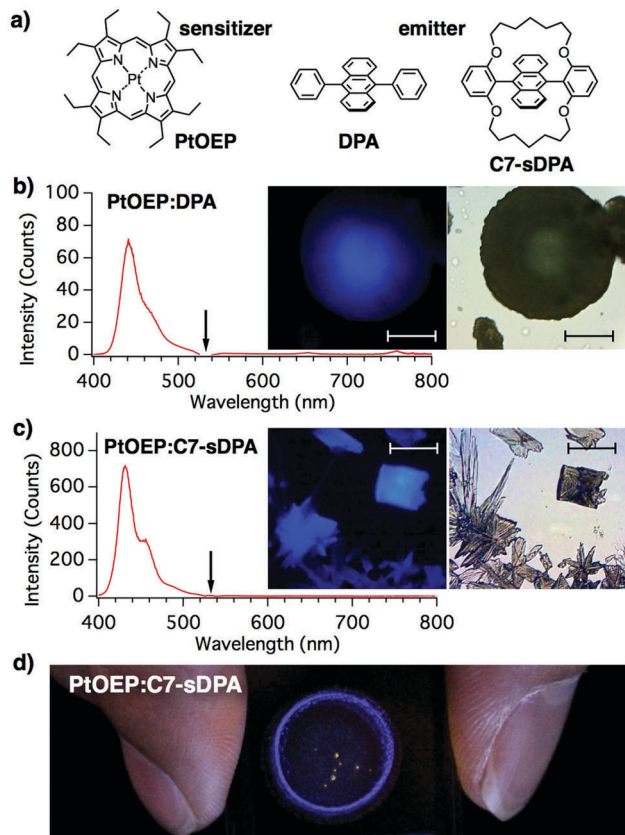 a) sensitizer emitter
Pt
N N
N N
O O
O O
PtOEP DPA C7-sDPA
b) PtOEP:DPA
Intensity (Counts)
100
80
60
40
20
0
400 500 600 700 800
Wavelength (nm)
c) PtOEP:C7-sDPA
Intensity (Counts)
800
600
400
200
0
400 500 600 700 800
Wavelength (nm)
d) PtOEP:C7-sDPA